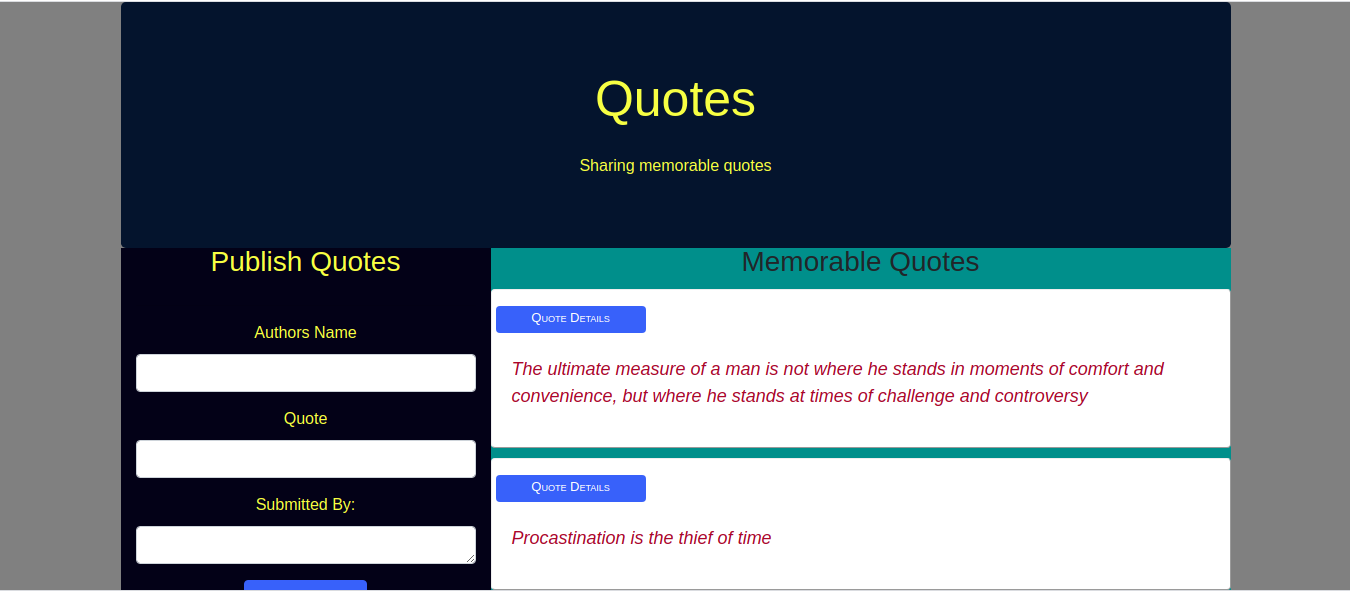 Quotes
Sharing memorable quotes
Publish Quotes
Authors Name
Quote
Submitted By:
Memorable Quotes
Quote Details
The ultimate measure of a man is not where he stands in moments of comfort and
convenience, but where he stands at times of challenge and controversy
Quote Details
Procastination is the thief of time